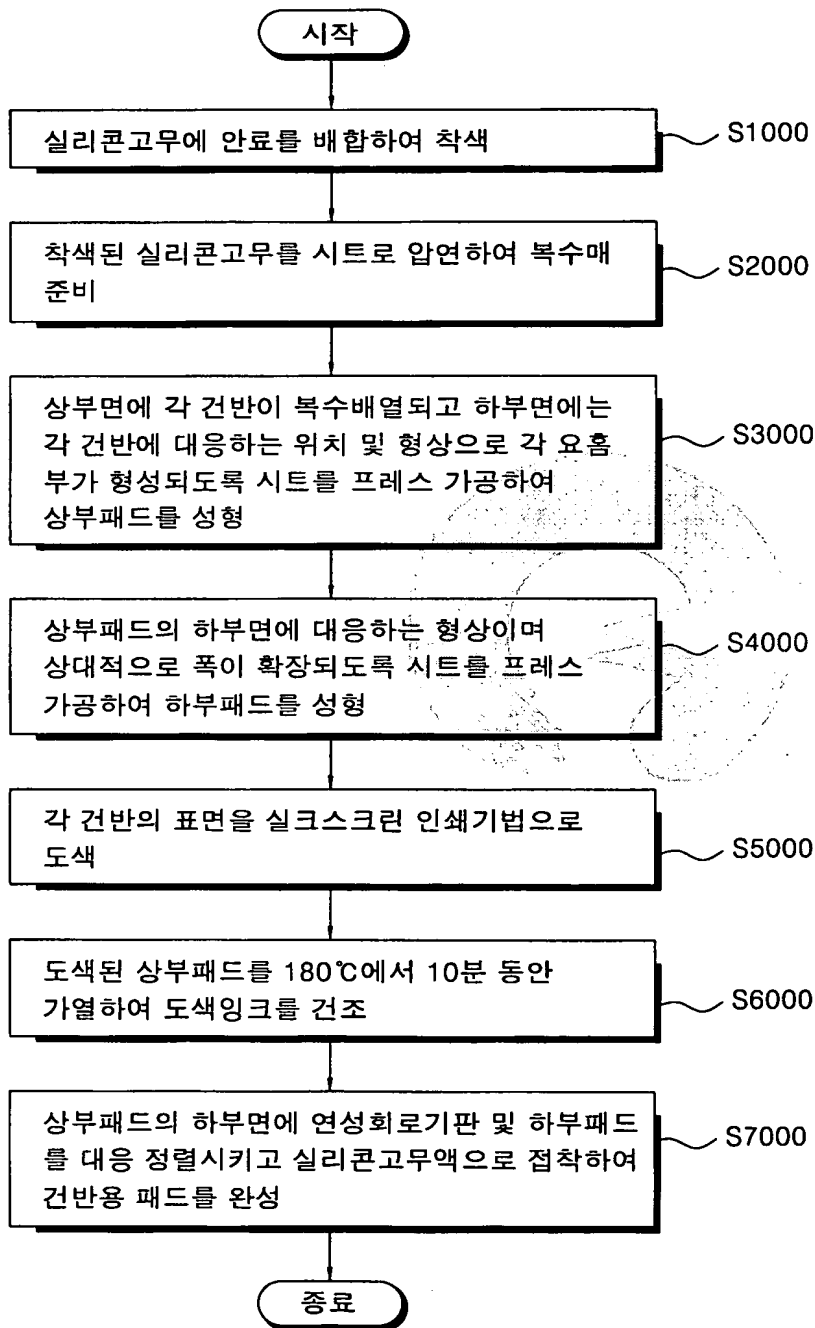 시작
실리콘고무에 안료를 배합하여 착색
S1000
착색된 실리콘고무를 시트로 압연하여 복수매
준비
S2000
상부면에 각 건반이 복수배열되고 하부면에는
각 건반에 대응하는 위치 및 형상으로 각 요홈
부가 형성되도록 시트를 프레스 가공하여
상부패드를 성형
S3000
상부패드의 하부면에 대응하는 형상이며
상대적으로 폭이 확장되도록 시트를 프레스
가공하여 하부패드를 성형
S4000
각 건반의 표면을 실크스크린 인쇄기법으로
도색
S5000
도색된 상부패드를 180℃에서 10분 동안
가열하여 도색잉크를 건조
S6000
상부패드의 하부면에 연성회로기판 및 하부패드
를 대응 정렬시키고 실리콘고무액으로 접착하여
건반용 패드를 완성
S7000
종료